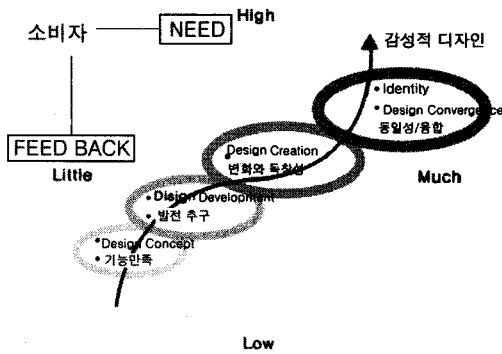 High
소비자
NEED
감성적 디자인
Identity
Design Convergence
동일성/융합
FEED BACK
Little
Much
Design Creation
변화와 독창성
Disign Development
발전 추구
Design Concept
기능만족
Low